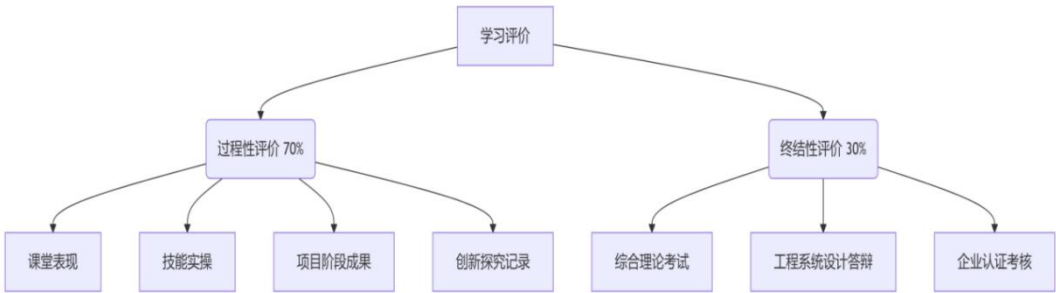 学习评价
过程性评价 70%
终结性评价 30%
课堂表现
技能实操
项目阶段成果
创新探究记录
综合理论考试
工程系统设计答辩
企业认证考核